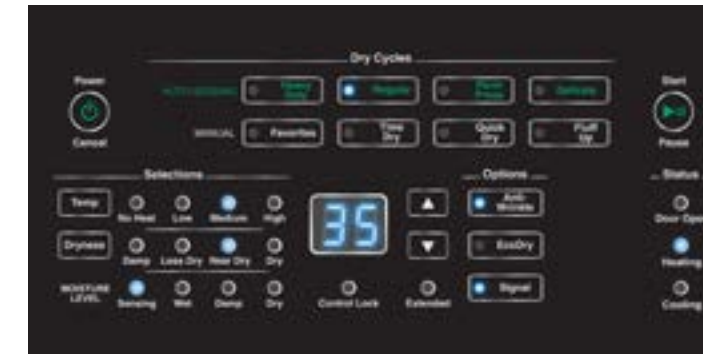 Dry Cycles
Power
Cancel
AUTO SENSING
Heavy Duty
Regular
Perm Press
Delicate
Start
Pause
MANUAL
Favorites
Time Dry
Quick Dry
Fluff Up
Selections
Temp
No Heat
Low
Medium
High
Dryness
Damp
Less Dry
Near Dry
Dry
MOISTURE LEVEL
Sensing
Wet
Damp
Dry
35
Control Lock
Extended
Options
Anti-Wrinkle
EcoDry
Signal
Status
Door Ope
Heating
Cooling